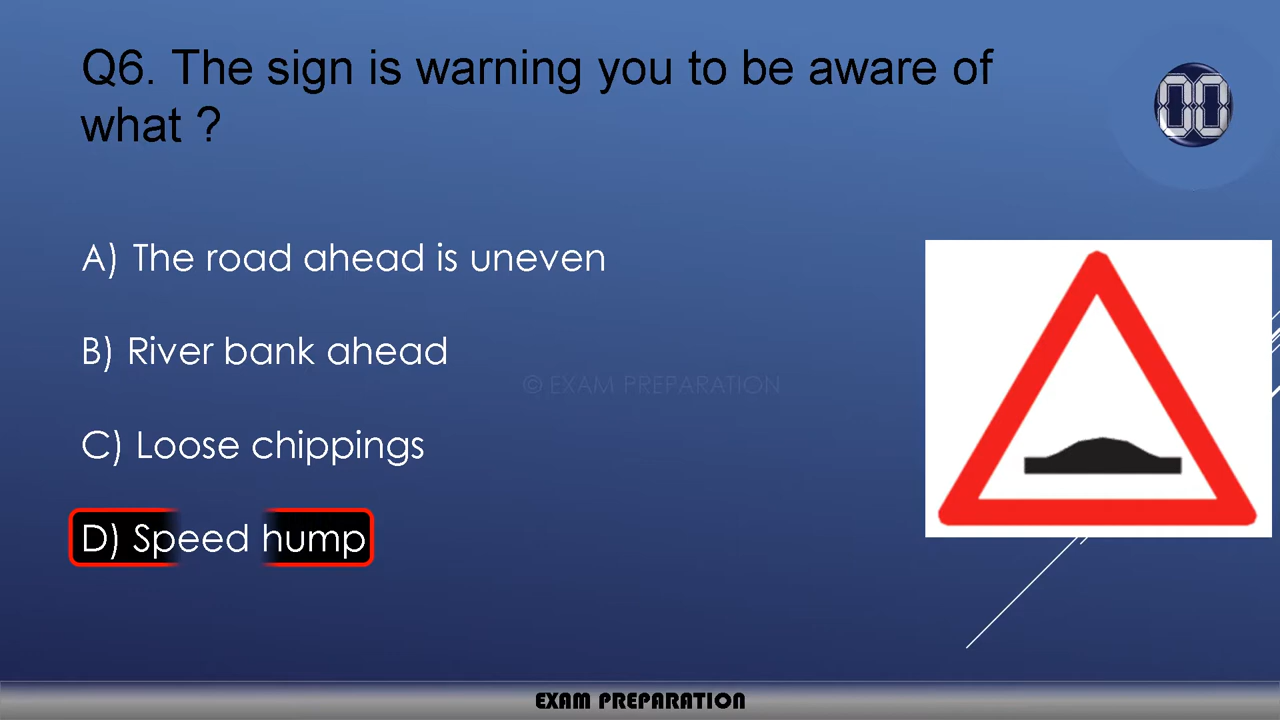 Q6. The sign is warning you to be aware of
what ?
00
A) The road ahead is uneven
B) River bank ahead
© EXAM PREPARATION
C) Loose chippings
D) Speed hump
EXAM PREPARATION